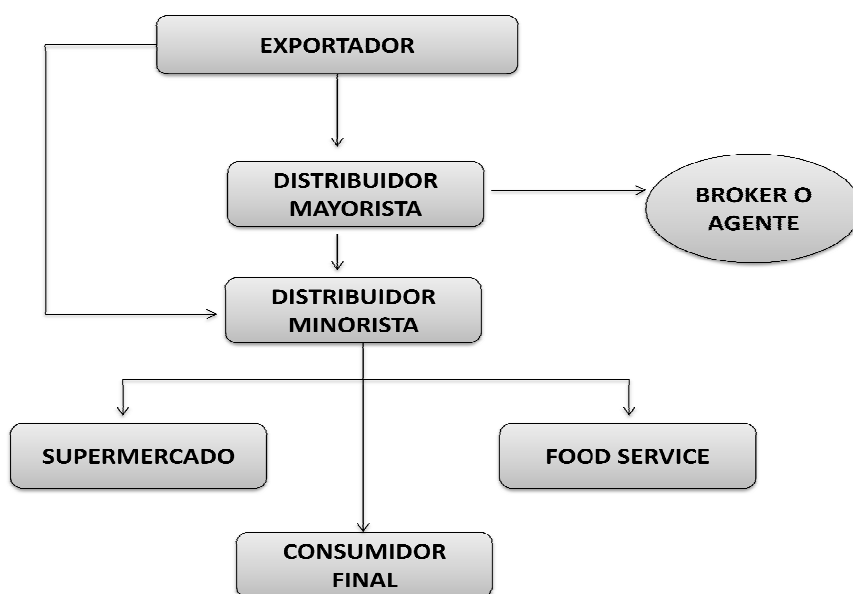 EXPORTADOR
DISTRIBUIDOR
MAYORISTA
BROKER O
AGENTE
DISTRIBUIDOR
MINORISTA
SUPERMERCADO
FOOD SERVICE
CONSUMIDOR
FINAL